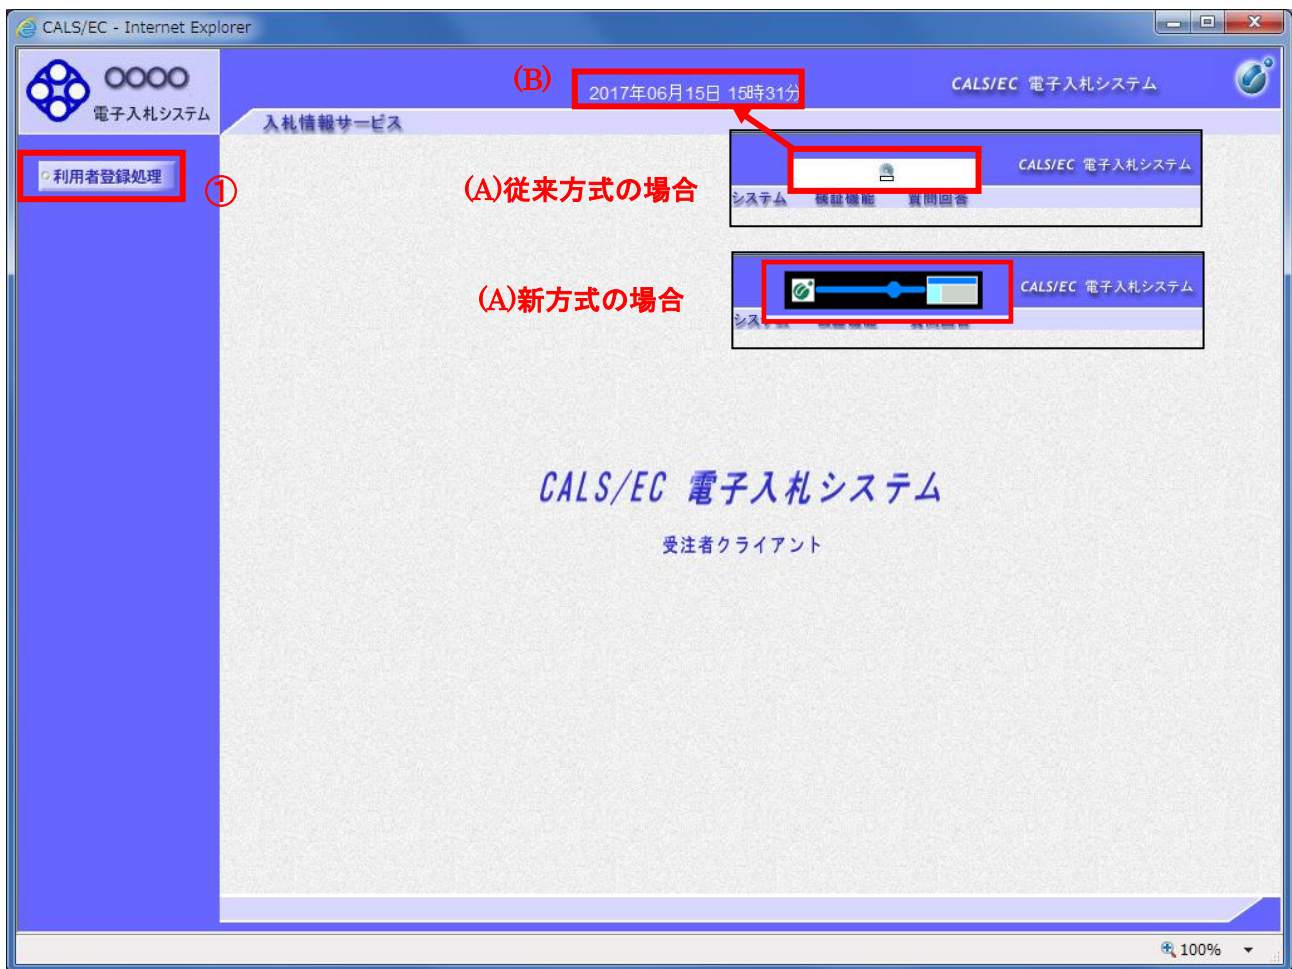 CALS/EC - Internet Explorer
○○○○
電子入札システム
(B)
2017年06月15日 15時31分
CALS/EC 電子入札システム
入札情報サービス
利用者登録処理
①
(A)従来方式の場合
CALS/EC 電子入札システム
システム 検証機能 質問回答
(A)新方式の場合
CALS/EC 電子入札システム
CALS/EC 電子入札システム
受注者クライアント
100%